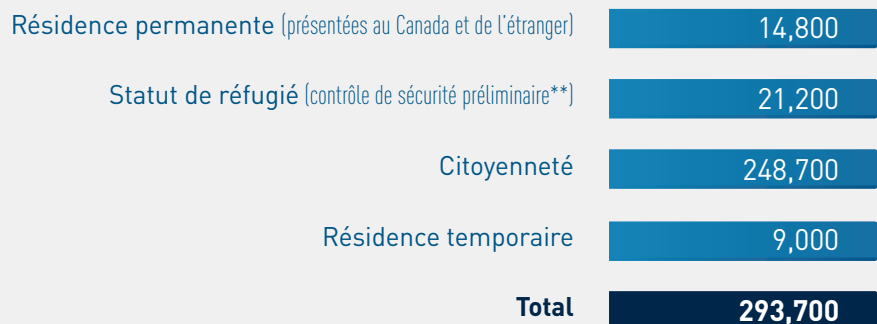 Résidence permanente (présentées au Canada et de l'étranger) 14,800
Statut de réfugié (contrôle de sécurité préliminaire**) 21,200
Citoyenneté 248,700
Résidence temporaire 9,000
Total 293,700